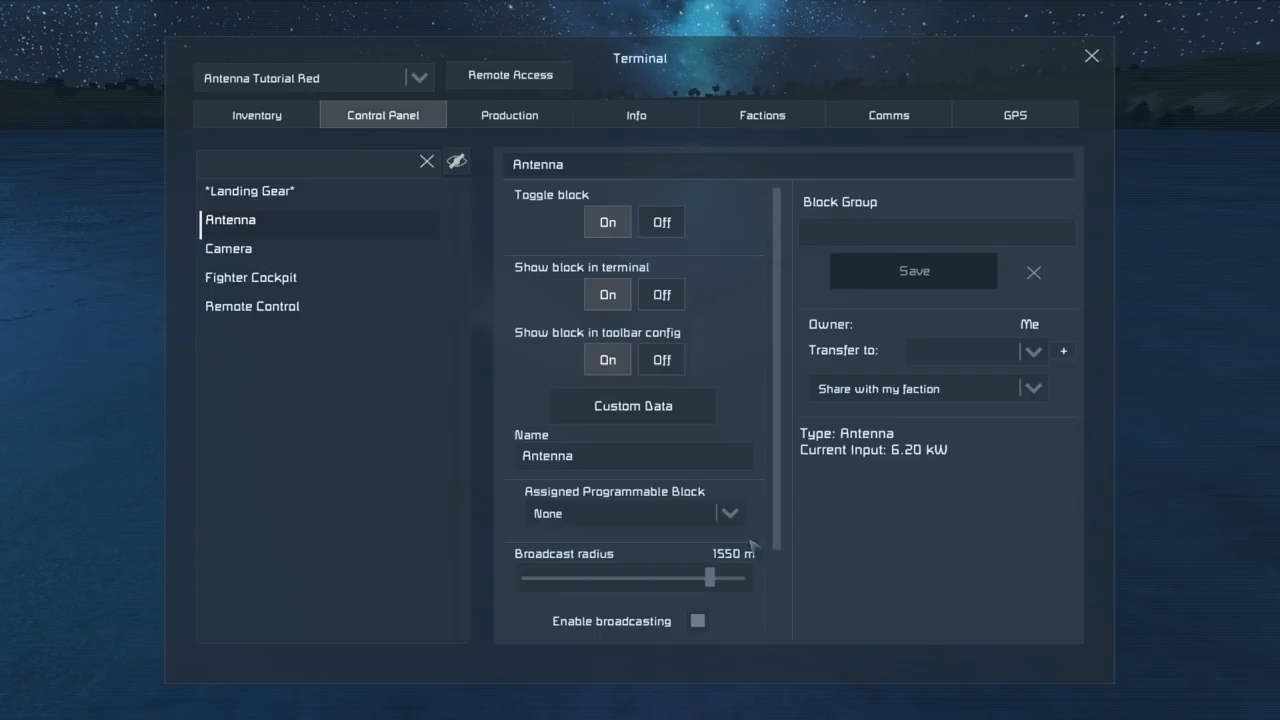 Terminal
Antenna Tutorial Red
Remote Access
Inventory
Control Panel
Production
Info
Factions
Comms
GPS
*Landing Gear*
Antenna
Camera
Fighter Cockpit
Remote Control
Antenna
Toggle block
On
Off
Show block in terminal
On
Off
Show block in toolbar config
On
Off
Custom Data
Name
Antenna
Assigned Programmable Block
None
Broadcast radius 1550 m
Enable broadcasting
Block Group
Save
Owner: Me
Transfer to:
+
Share with my faction
Type: Antenna
Current Input: 6.20 kW